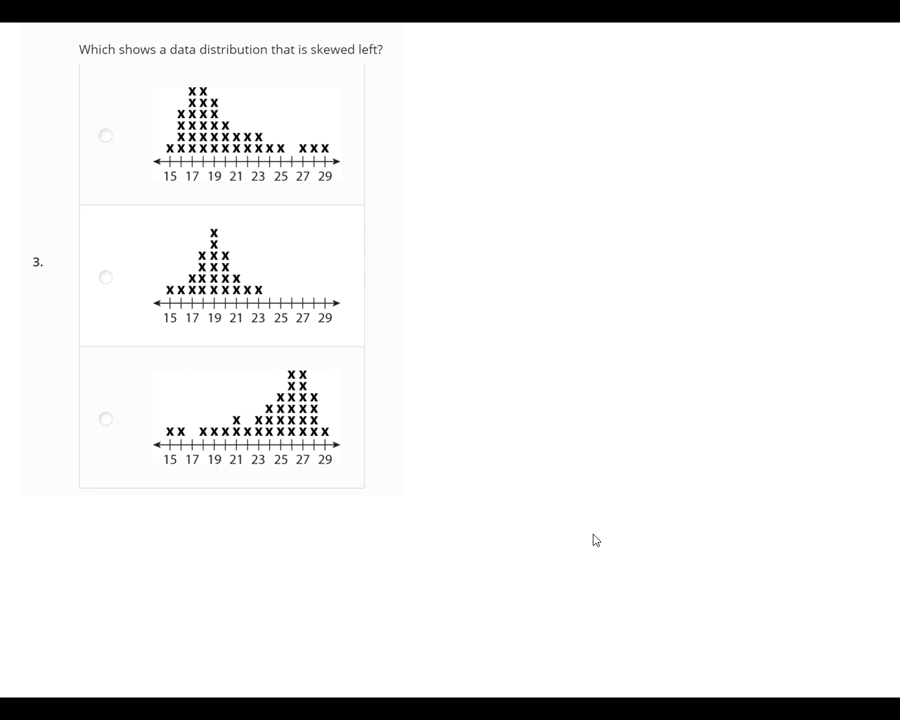 Which shows a data distribution that is skewed left?
x x
x x x
x x x x
x x x x x
x x x x x x x x
x x x x x x x x x x x x x x
15 17 19 21 23 25 27 29
3.
x
x
x x x
x x x
x x x x x
x x x x x x x x x
15 17 19 21 23 25 27 29
x x
x x
x x x x
x x x x x
x x x x x x x
x x x x x x x x x x x x x x
15 17 19 21 23 25 27 29